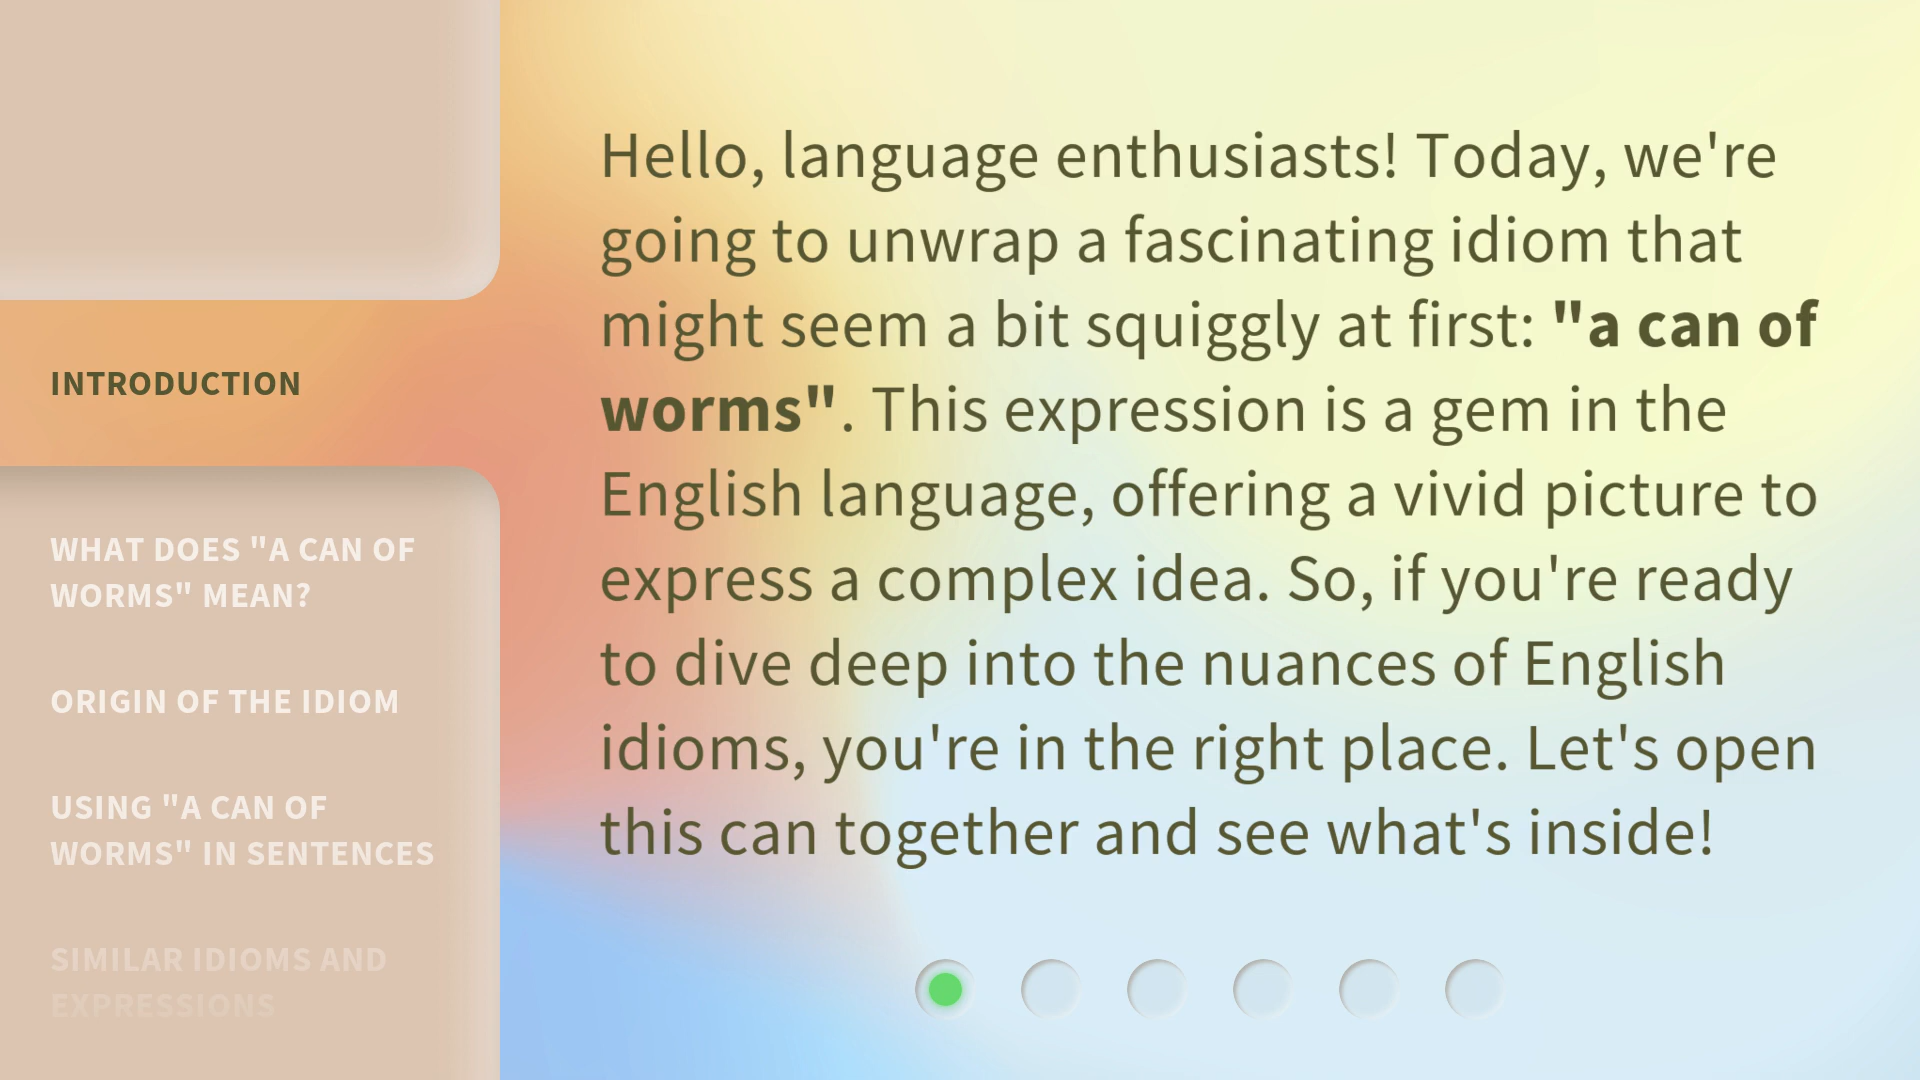 INTRODUCTION
WHAT DOES "A CAN OF
WORMS" MEAN?
ORIGIN OF THE IDIOM
USING "A CAN OF
WORMS" IN SENTENCES
SIMILAR IDIOMS AND
EXPRESSIONS
Hello, language enthusiasts! Today, we're
going to unwrap a fascinating idiom that
might seem a bit squiggly at first: "a can of
worms". This expression is a gem in the
English language, offering a vivid picture to
express a complex idea. So, if you're ready
to dive deep into the nuances of English
idioms, you're in the right place. Let's open
this can together and see what's inside!